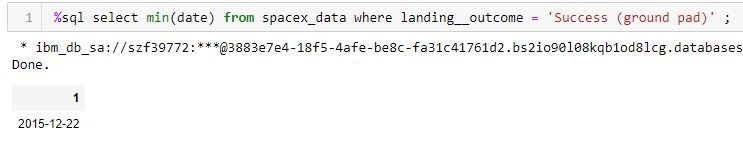 1 %sql select min(date) from spacex_data where landing__outcome = 'Success (ground pad)' ;
* ibm_db_sa://szf39772:***@3883e7e4-18f5-4afe-be8c-fa31c41761d2.bs2io90l08kqb1od8lcg.databases
Done.
1
2015-12-22